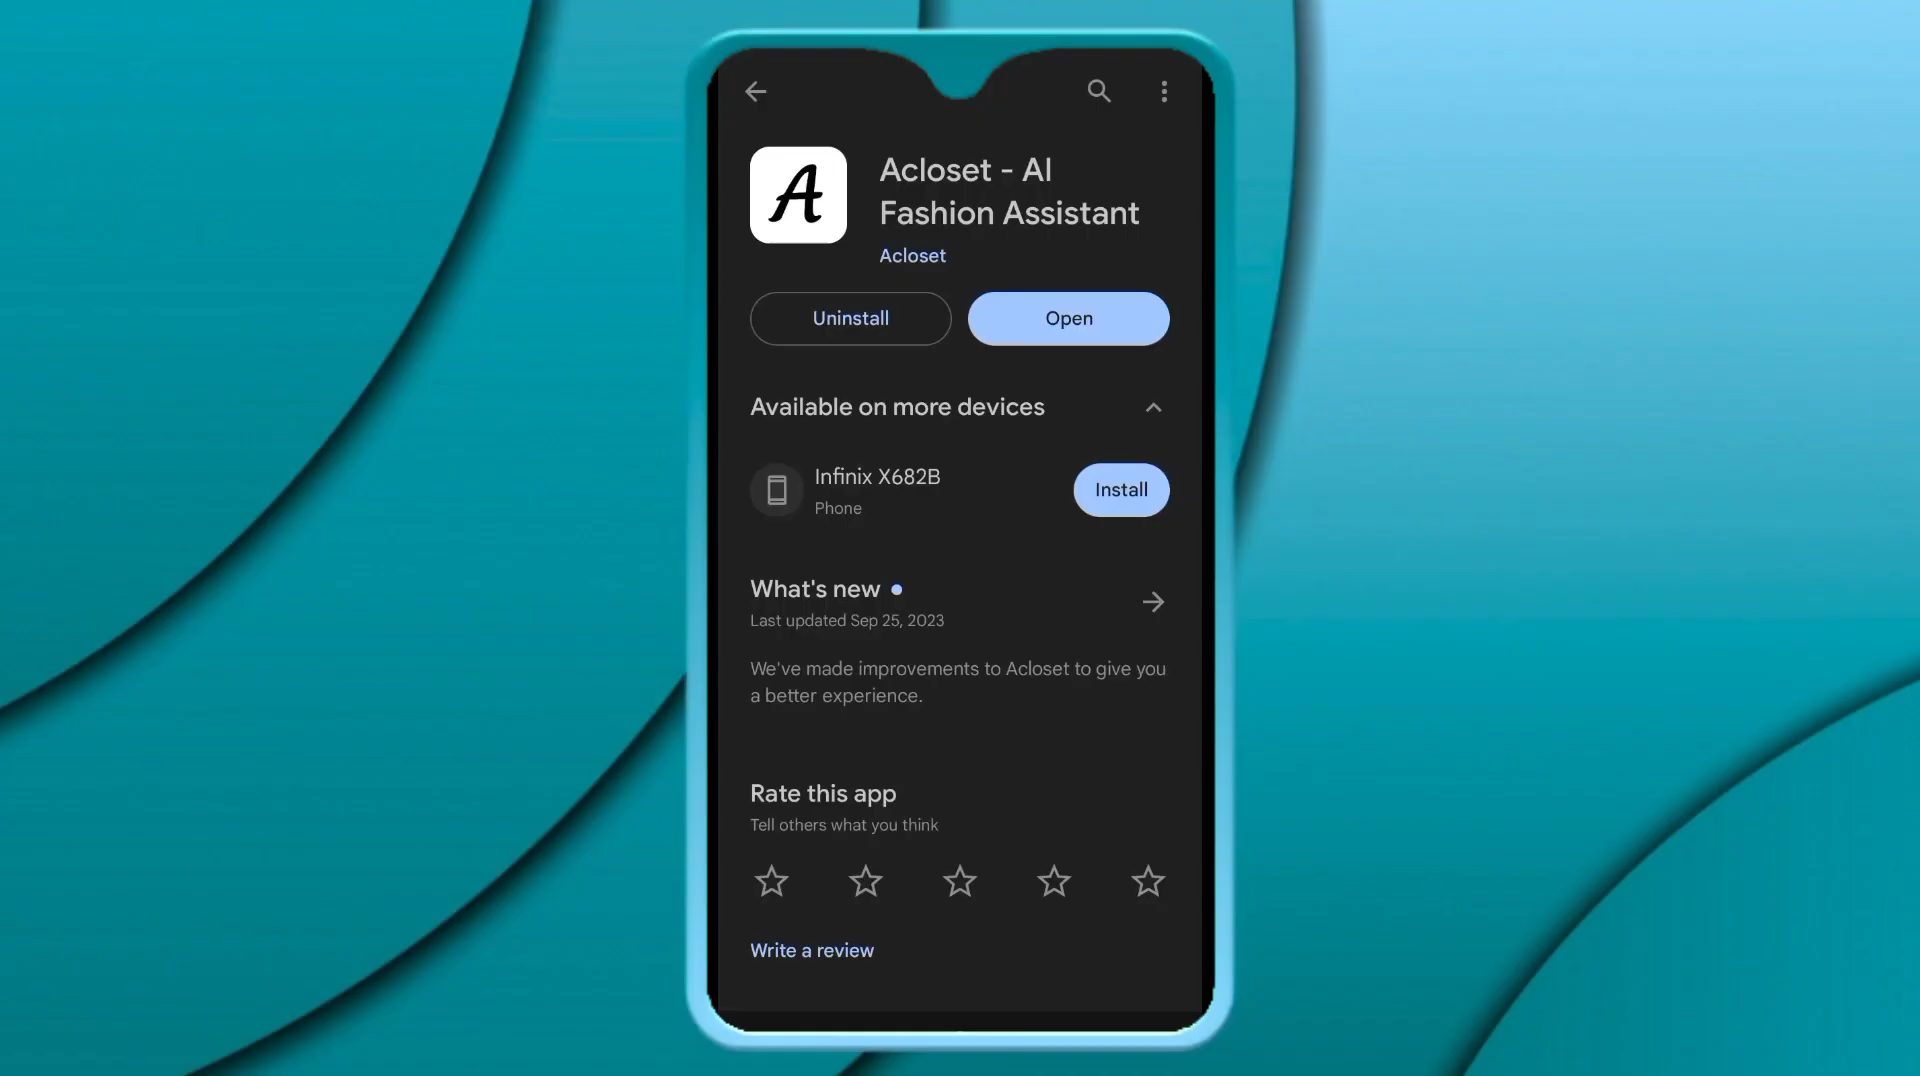 A
Acloset - AI
Fashion Assistant
Acloset
Uninstall
Open
Available on more devices
Infinix X682B
Phone
Install
What's new
Last updated Sep 25, 2023
We've made improvements to Acloset to give you
a better experience.
Rate this app
Tell others what you think
Write a review